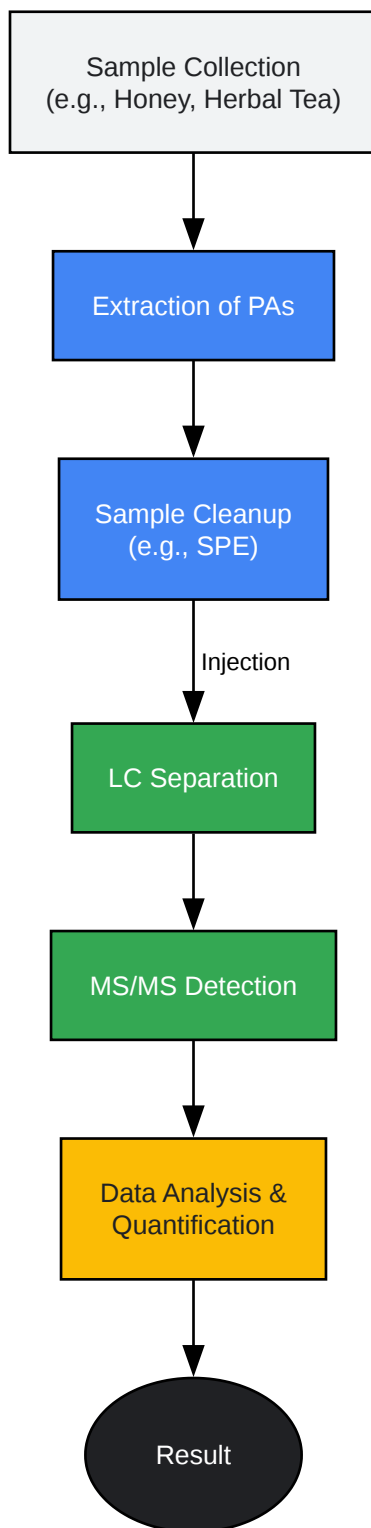 Sample Collection
(e.g., Honey, Herbal Tea)
Extraction of PAs
Sample Cleanup
(e.g., SPE)
Injection
LC Separation
MS/MS Detection
Data Analysis &
Quantification
Result